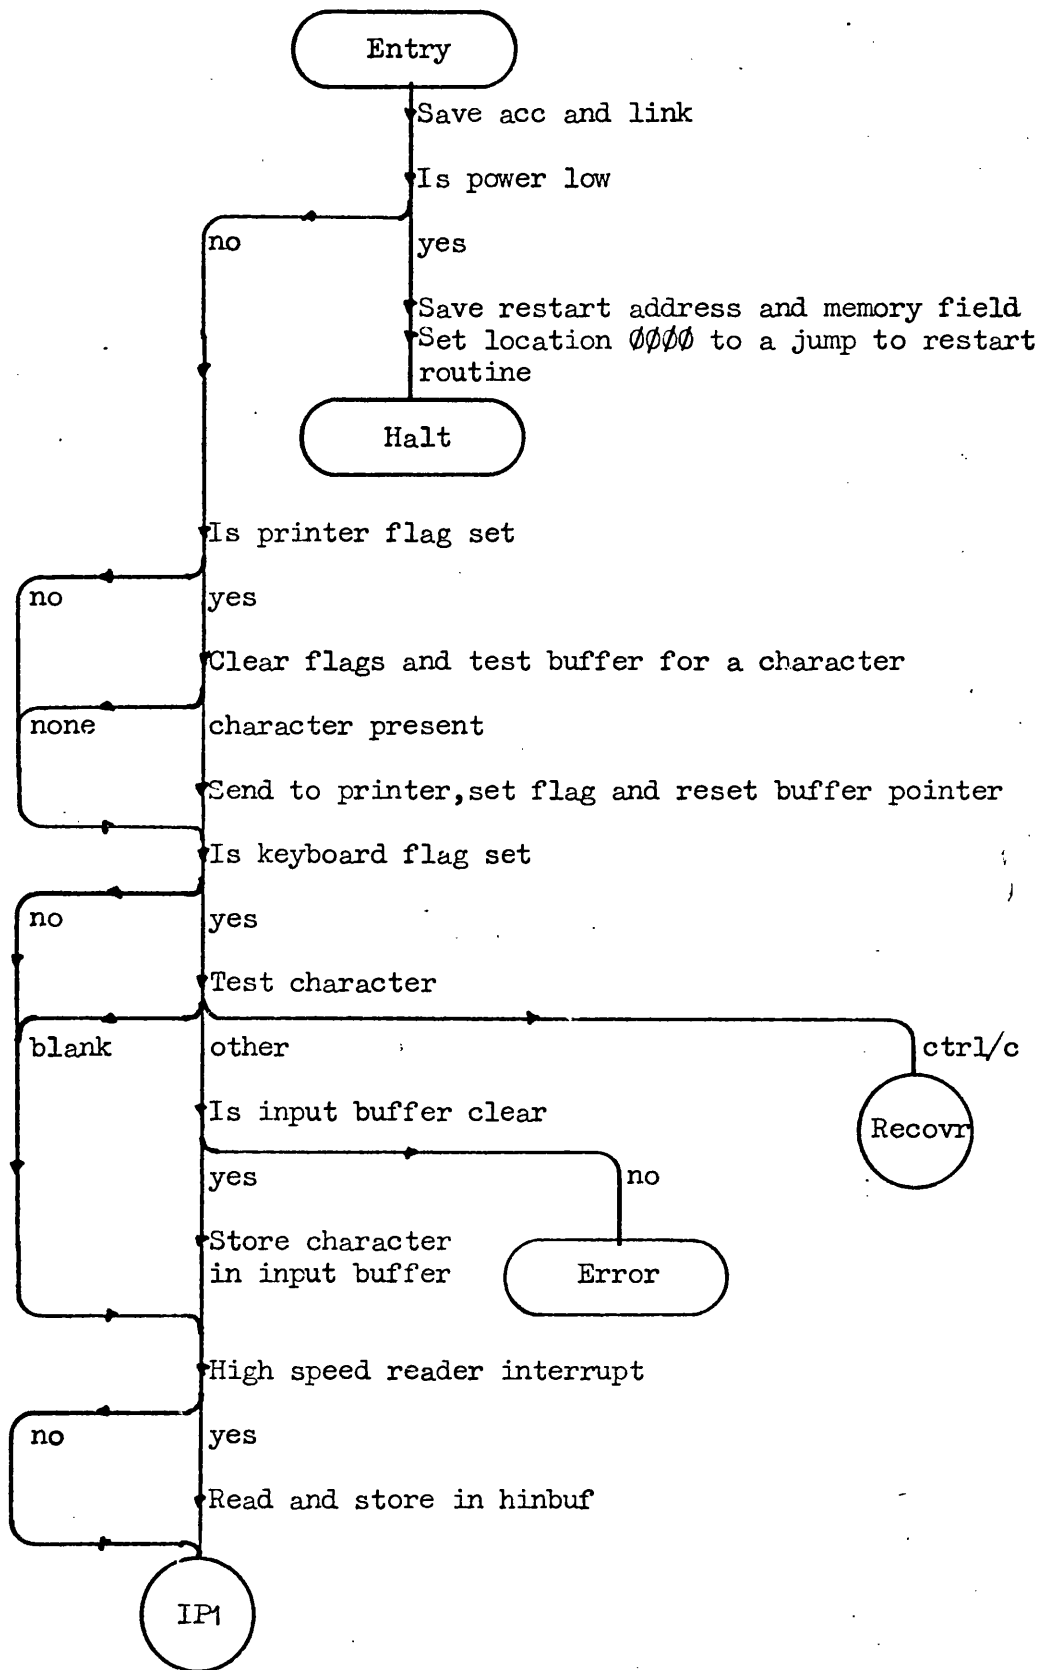 Entry
Save acc and link
Is power low
no
yes
Save restart address and memory field
Set location ØØØØ to a jump to restart
routine
Halt
Is printer flag set
no
yes
Clear flags and test buffer for a character
none
character present
Send to printer,set flag and reset buffer pointer
Is keyboard flag set
no
yes
Test character
blank
other
ctrl/c
Recovr
Is input buffer clear
yes
no
Store character
in input buffer
Error
High speed reader interrupt
no
yes
Read and store in hinbuf
IP1